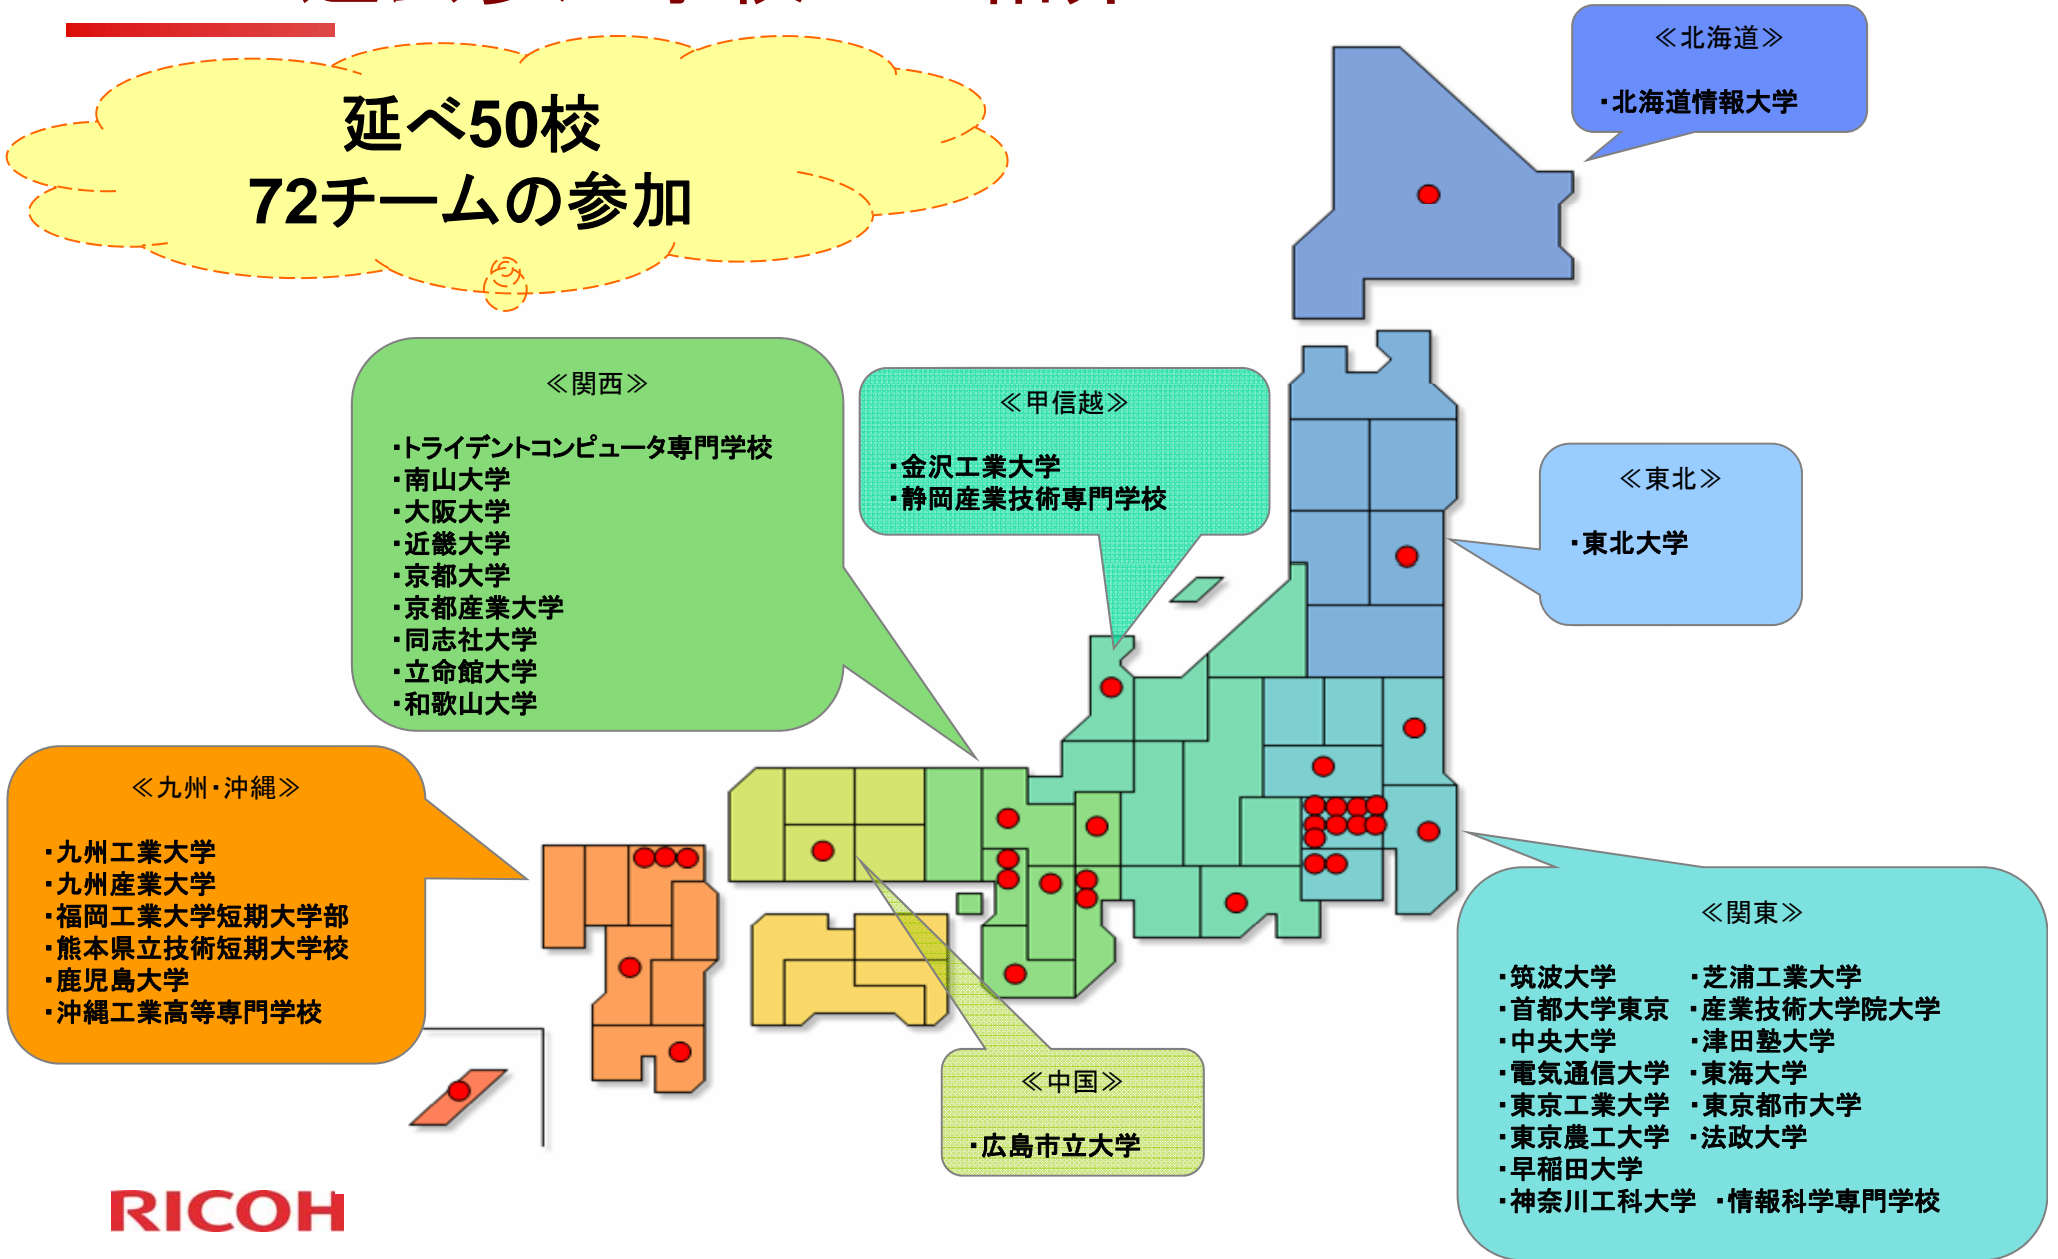 延べ50校
72チームの参加
≪北海道≫
・北海道情報大学
≪関西≫
・トライデントコンピュータ専門学校
・南山大学
・大阪大学
・近畿大学
・京都大学
・京都産業大学
・同志社大学
・立命館大学
・和歌山大学
≪甲信越≫
・金沢工業大学
・静岡産業技術専門学校
≪東北≫
・東北大学
≪九州・沖縄≫
・九州工業大学
・九州産業大学
・福岡工業大学短期大学部
・熊本県立技術短期大学校
・鹿児島大学
・沖縄工業高等専門学校
≪中国≫
・広島市立大学
≪関東≫
・筑波大学 ・芝浦工業大学
・首都大学東京 ・産業技術大学院大学
・中央大学 ・津田塾大学
・電気通信大学 ・東海大学
・東京工業大学 ・東京都市大学
・東京農工大学 ・法政大学
・早稲田大学
・神奈川工科大学 ・情報科学専門学校
RICOH